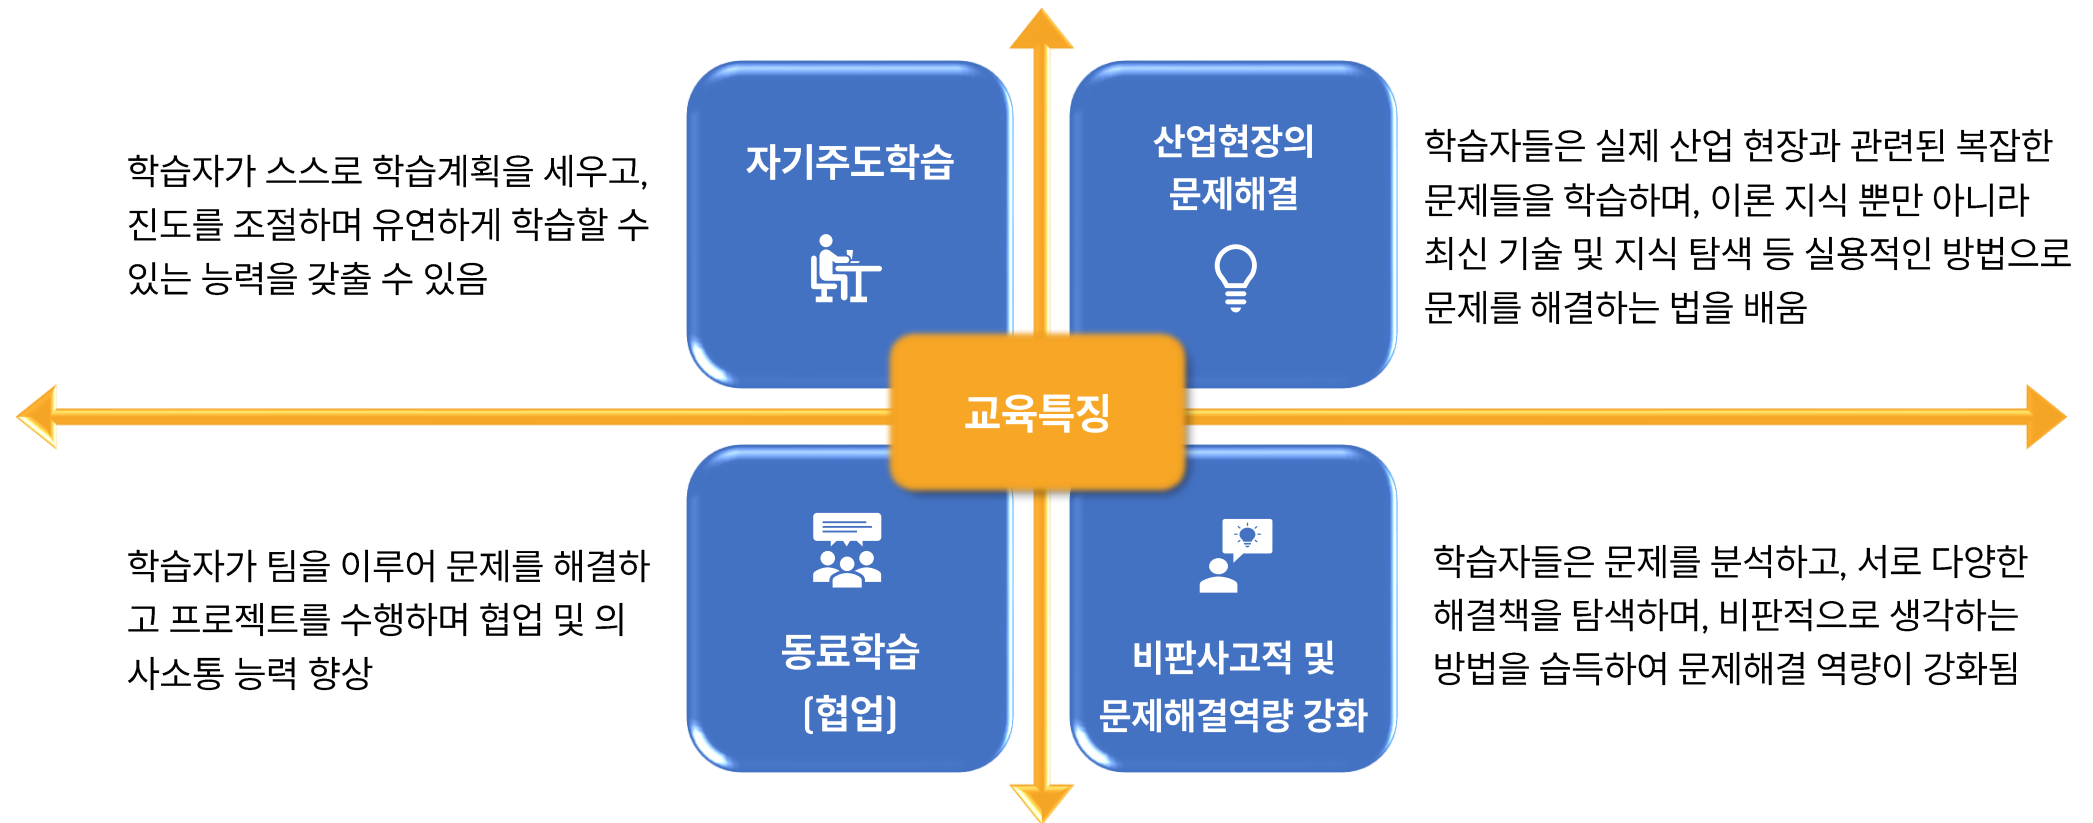 학습자가 스스로 학습계획을 세우고,
진도를 조절하며 유연하게 학습할 수
있는 능력을 갖출 수 있음
자기주도학습
산업현장의
문제해결
학습자들은 실제 산업 현장과 관련된 복잡한
문제들을 학습하며, 이론 지식 뿐만 아니라
최신 기술 및 지식 탐색 등 실용적인 방법으로
문제를 해결하는 법을 배움
교육특징
학습자가 팀을 이루어 문제를 해결하
고 프로젝트를 수행하며 협업 및 의
사소통 능력 향상
동료학습
(협업)
비판사고적 및
문제해결역량 강화
학습자들은 문제를 분석하고, 서로 다양한
해결책을 탐색하며, 비판적으로 생각하는
방법을 습득하여 문제해결 역량이 강화됨